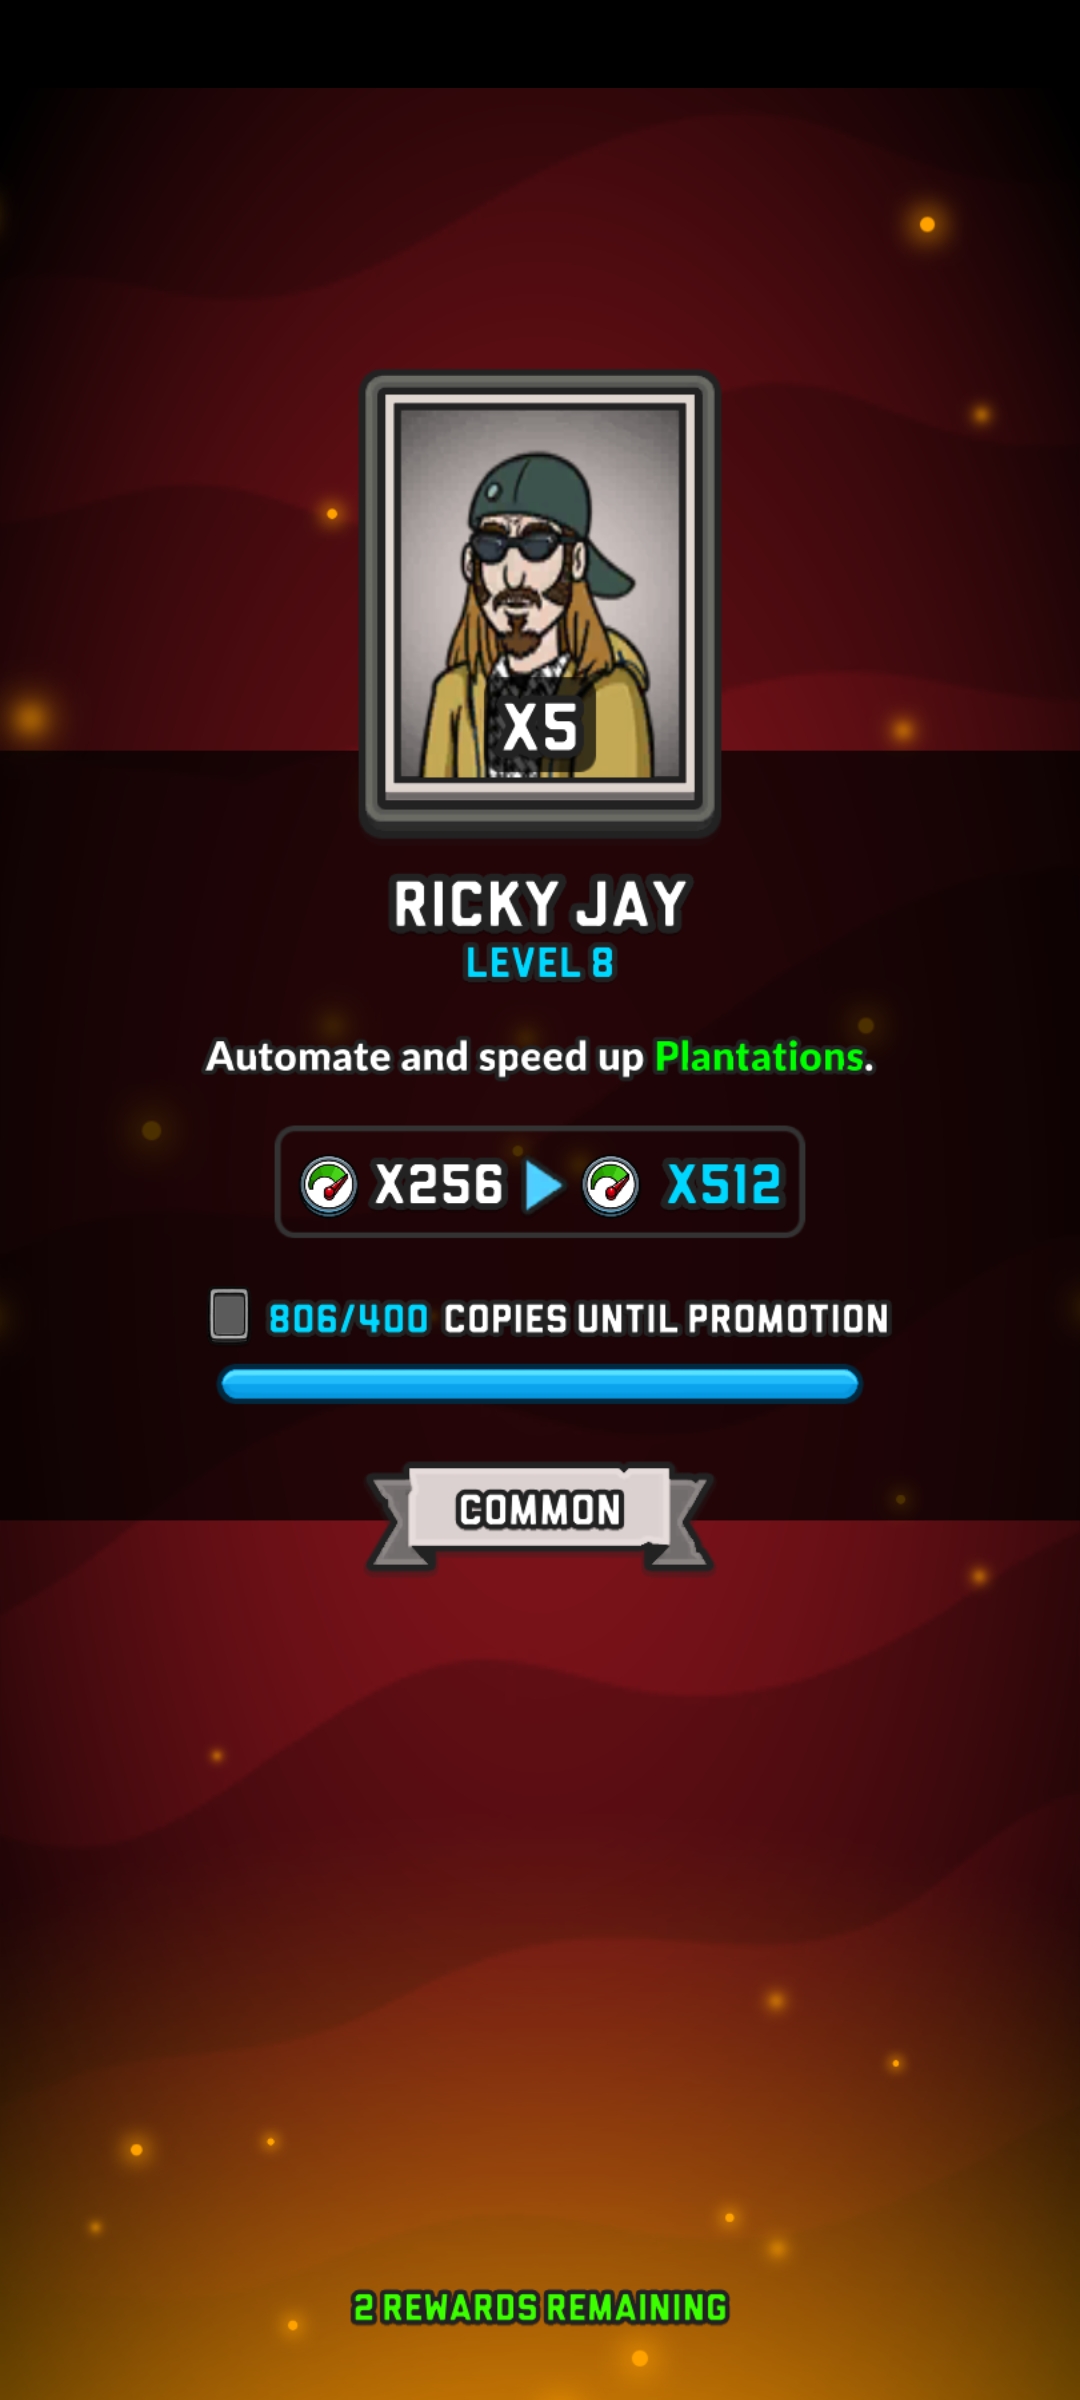 X5
RICKY JAY
LEVEL 8
Automate and speed up Plantations.
X256 X512
806/400 COPIES UNTIL PROMOTION
COMMON
2 REWARDS REMAINING